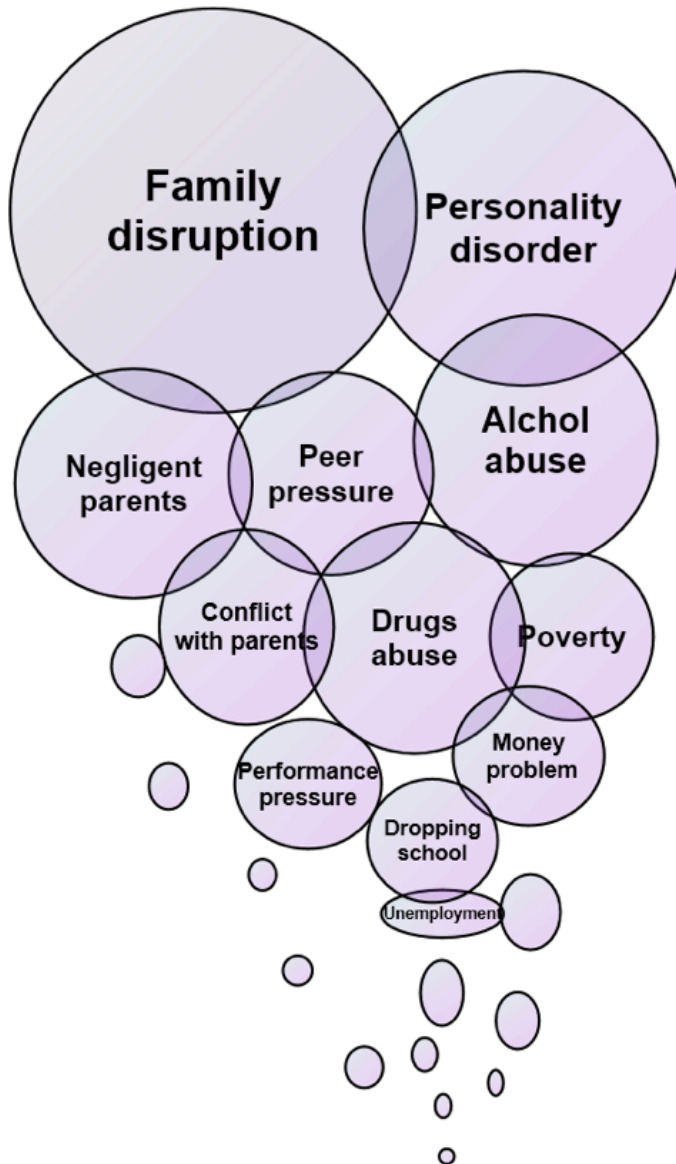 Family
disruption
Personality
disorder
Negligent
parents
Peer
pressure
Alchol
abuse
Conflict
with parents
Drugs
abuse
Poverty
Performance
pressure
Money
problem
Dropping
school
Unemployment